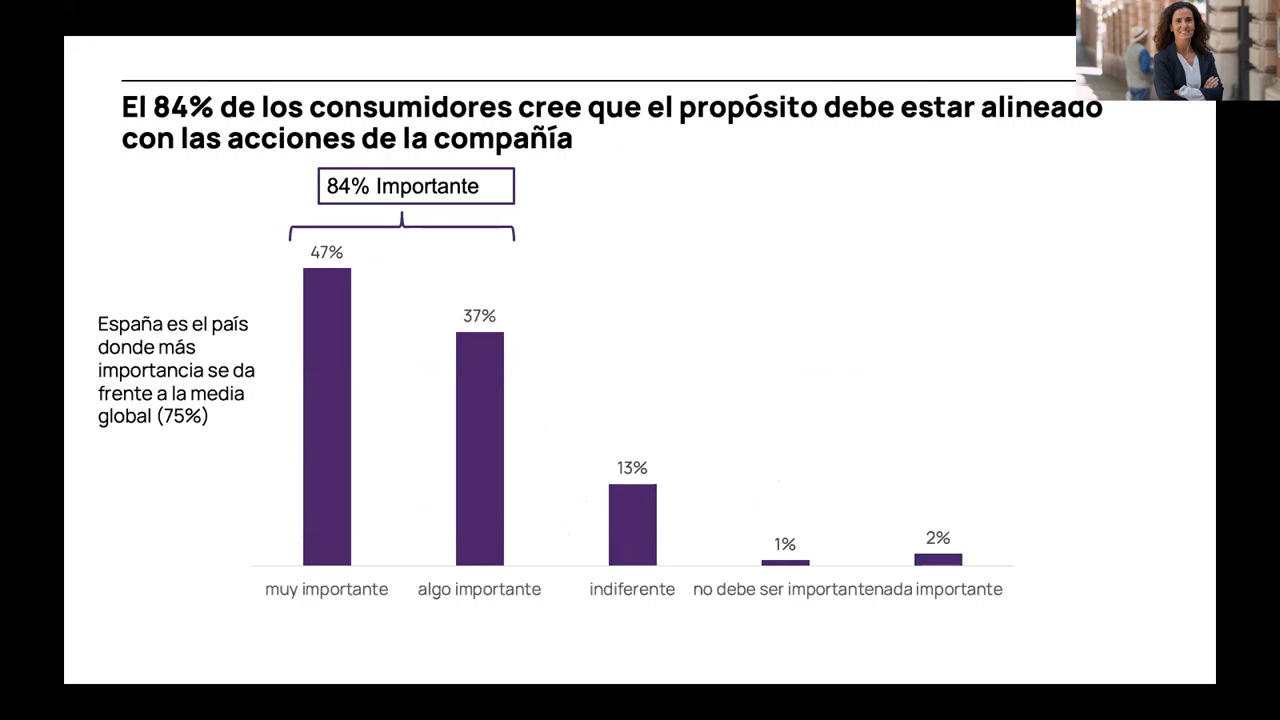 El 84% de los consumidores cree que el propósito debe estar alineado
con las acciones de la compañía
84% Importante
47%
37%
13%
1%
2%
España es el país
donde más
importancia se da
frente a la media
global (75%)
muy importante
algo importante
indiferente
no debe ser importante
nada importante